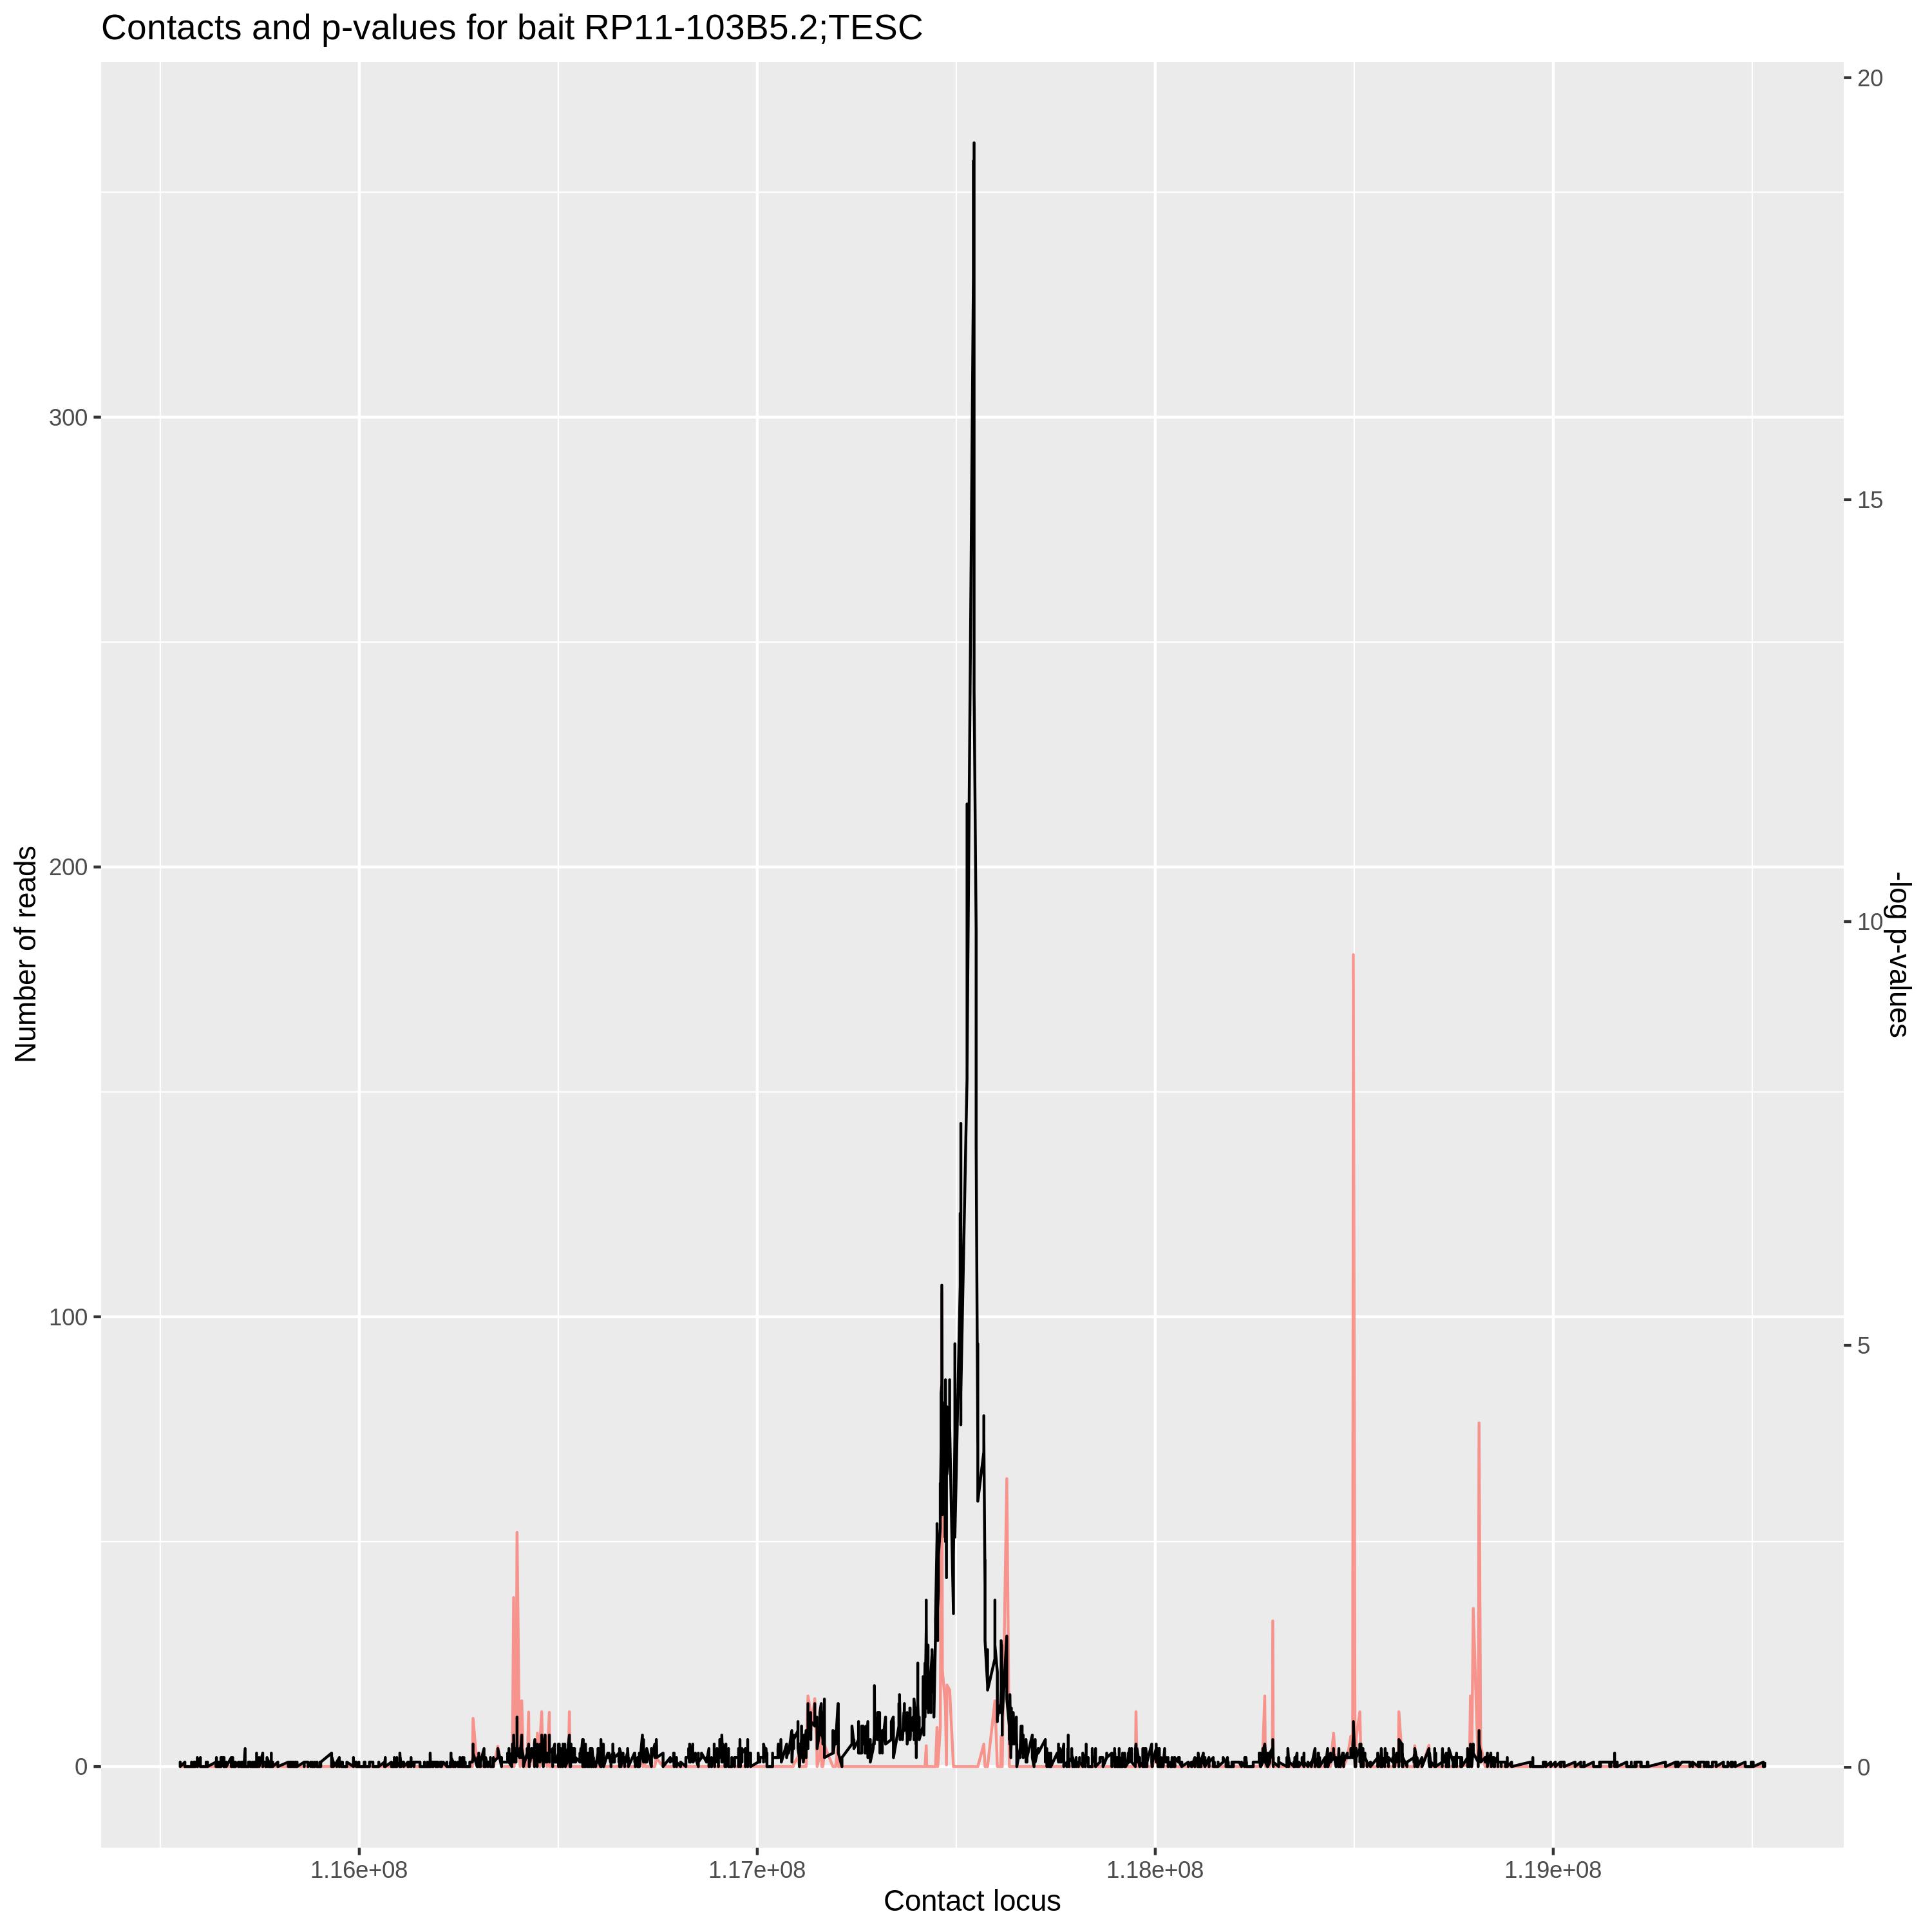 Contacts and p-values for bait RP11-103B5.2;TESC
Number of reads
300
200
100
0
20
15
10
5
0
-log p-values
1.16e+08
1.17e+08
1.18e+08
1.19e+08
Contact locus